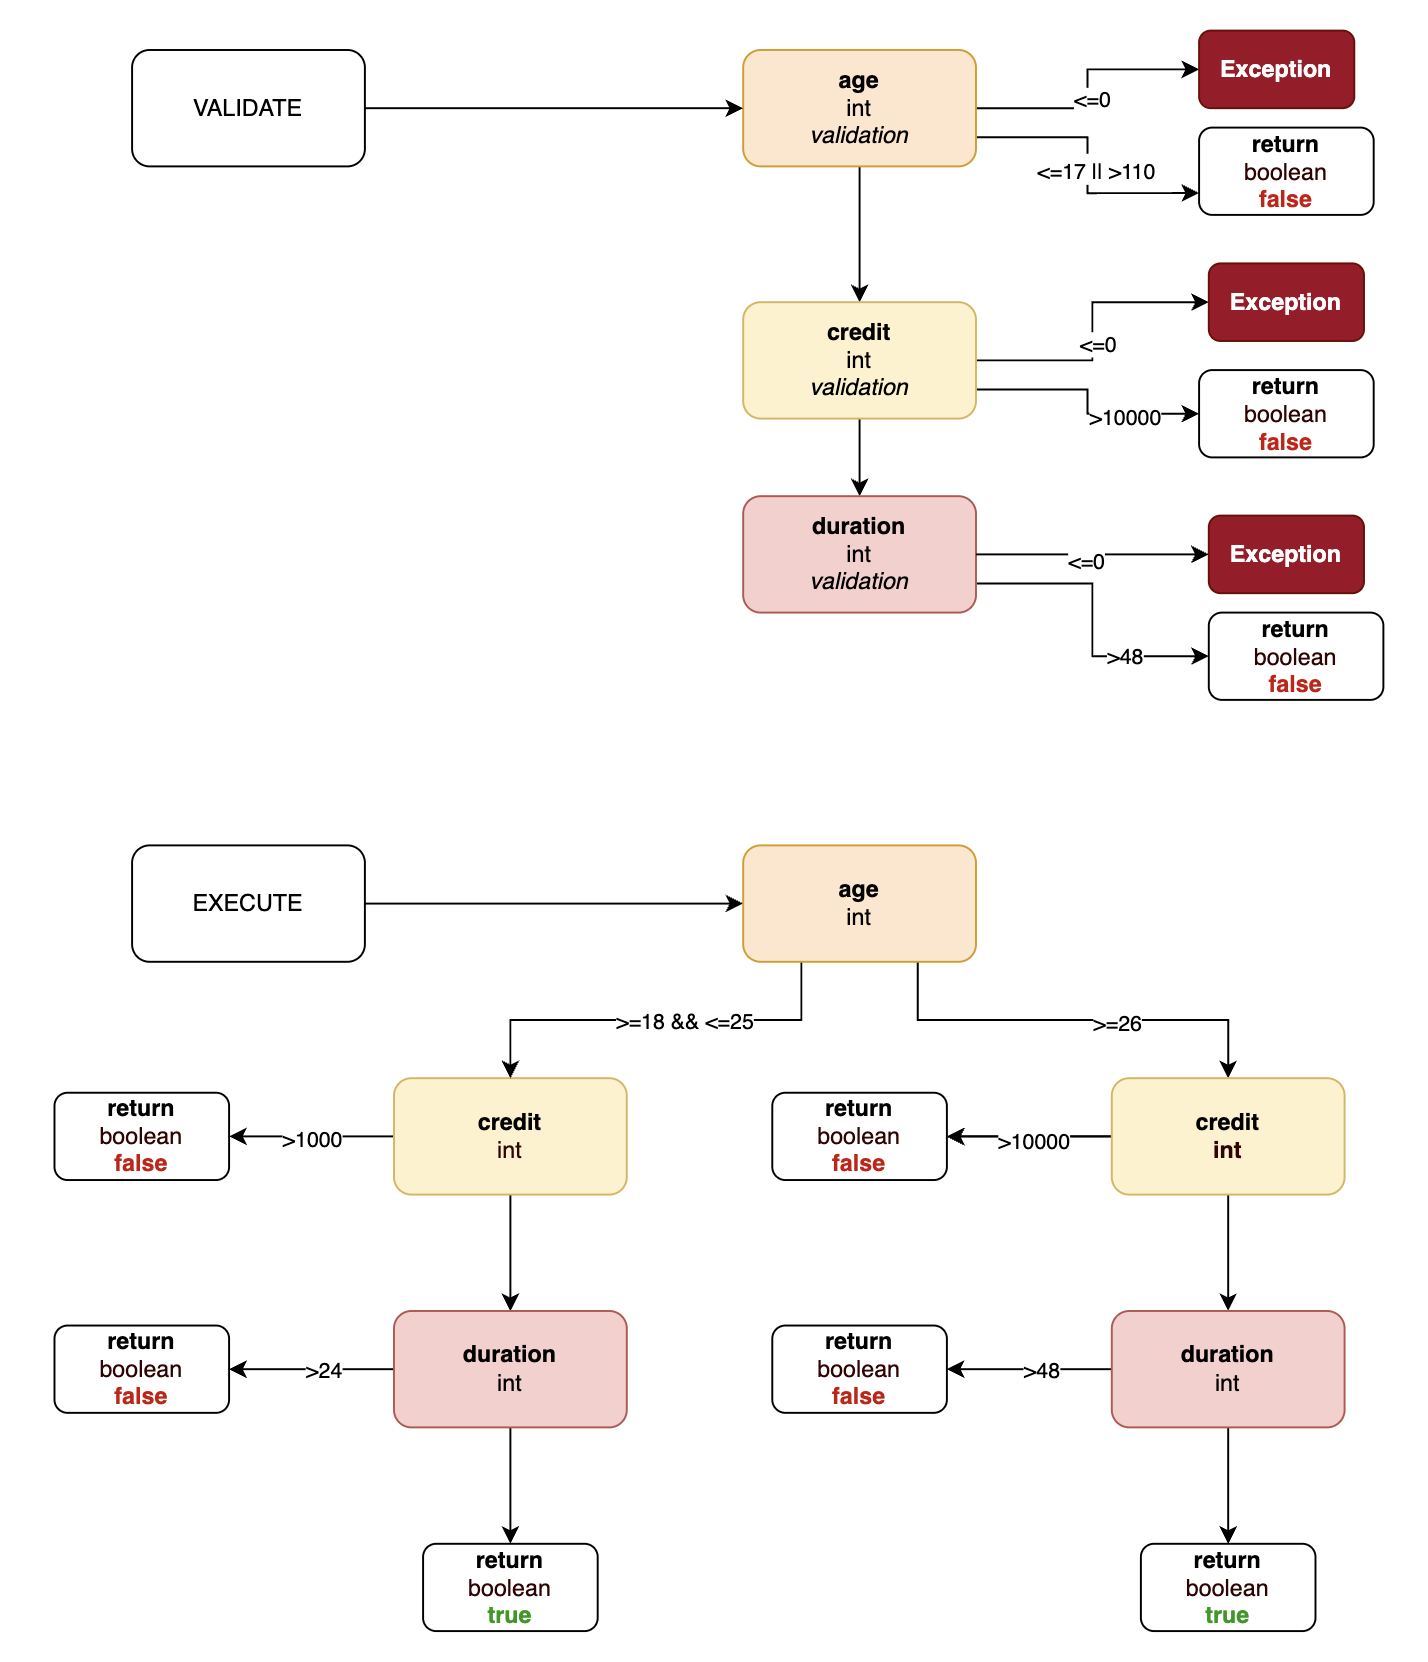 VALIDATE
age
int
validation
<=0
Exception
<=17 || >110
return
boolean
false
credit
int
validation
<=0
Exception
>10000
return
boolean
false
duration
int
validation
<=0
Exception
>48
return
boolean
false
EXECUTE
age
int
>=18 && <=25
>=26
return
boolean
false
>1000
credit
int
return
boolean
false
>10000
credit
int
return
boolean
false
>24
duration
int
return
boolean
false
>48
duration
int
return
boolean
true
return
boolean
true